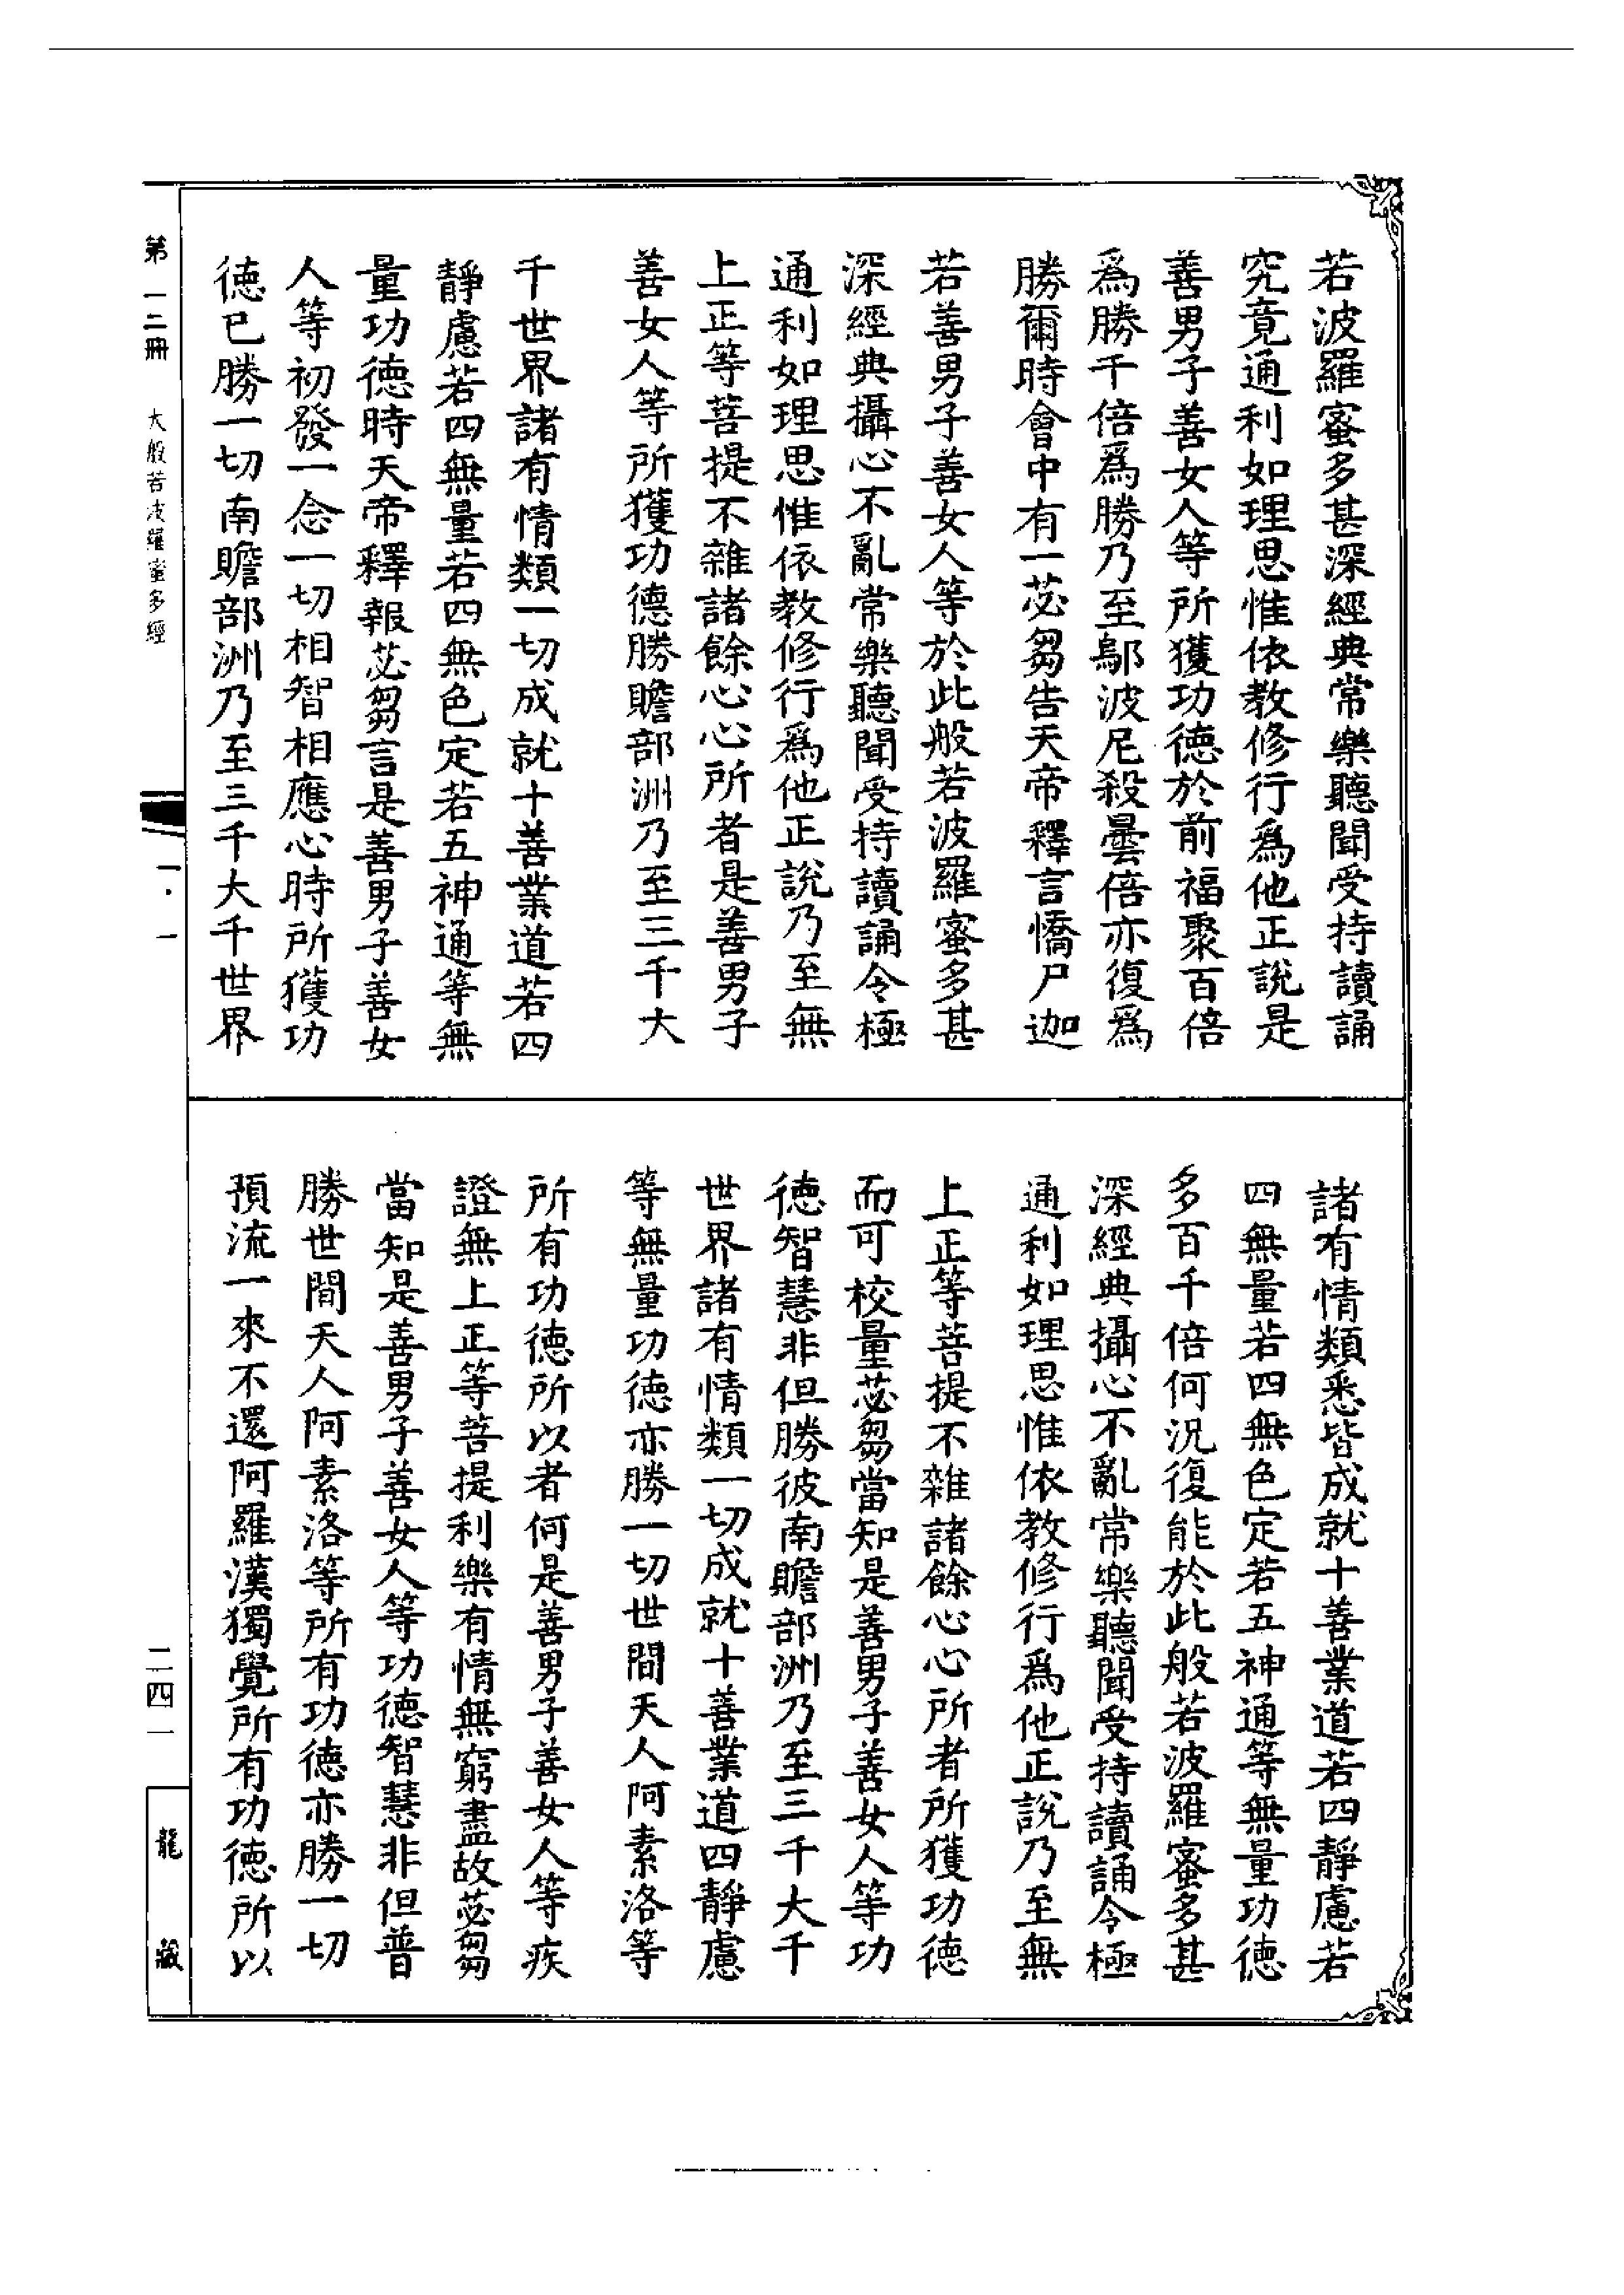 若波羅蜜多甚深經典常樂聽聞受持讀誦
究竟通利如理思惟依教修行爲他正說是
善男子善女人等所獲功德於前福聚百倍
爲勝千倍爲勝乃至鄔波尼殺曇倍亦復爲
勝爾時會中有一苾芻告天帝釋言憍尸迦
若善男子善女人等於此般若波羅蜜多甚
深經典攝心不亂常樂聽聞受持讀誦令極
通利如理思惟依教修行爲他正說乃至無
上正等菩提不雜諸餘心心所者是善男子
善女人等所獲功德勝贍部洲乃至三千大
千世界諸有情類一切成就十善業道若四
靜慮若四無量若四無色定若五神通等無
量功德時天帝釋報苾芻言是善男子善女
人等初發一念一切相智相應心時所獲功
德已勝一切南贍部洲乃至三千大千世界
諸有情類悉皆成就十善業道若四靜慮若
四無量若四無色定若五神通等無量功德
多百千倍何況復能於此般若波羅蜜多甚
深經典攝心不亂常樂聽聞受持讀誦令極
通利如理思惟依教修行爲他正說乃至無
上正等菩提不雜諸餘心心所者所獲功德
而可校量苾芻當知是善男子善女人等功
德智慧非但勝彼南贍部洲乃至三千大千
世界諸有情類一切成就十善業道四靜慮
等無量功德亦勝一切世間天人阿素洛等
所有功德所以者何是善男子善女人等疾
證無上正等菩提利樂有情無窮盡故苾芻
當知是善男子善女人等功德智慧非但普
勝世間天人阿素洛等所有功德亦勝一切
預流一來不還阿羅漢獨覺所有功德所以
第一二冊 大般若波羅蜜多經
一·一
二四一
龍藏